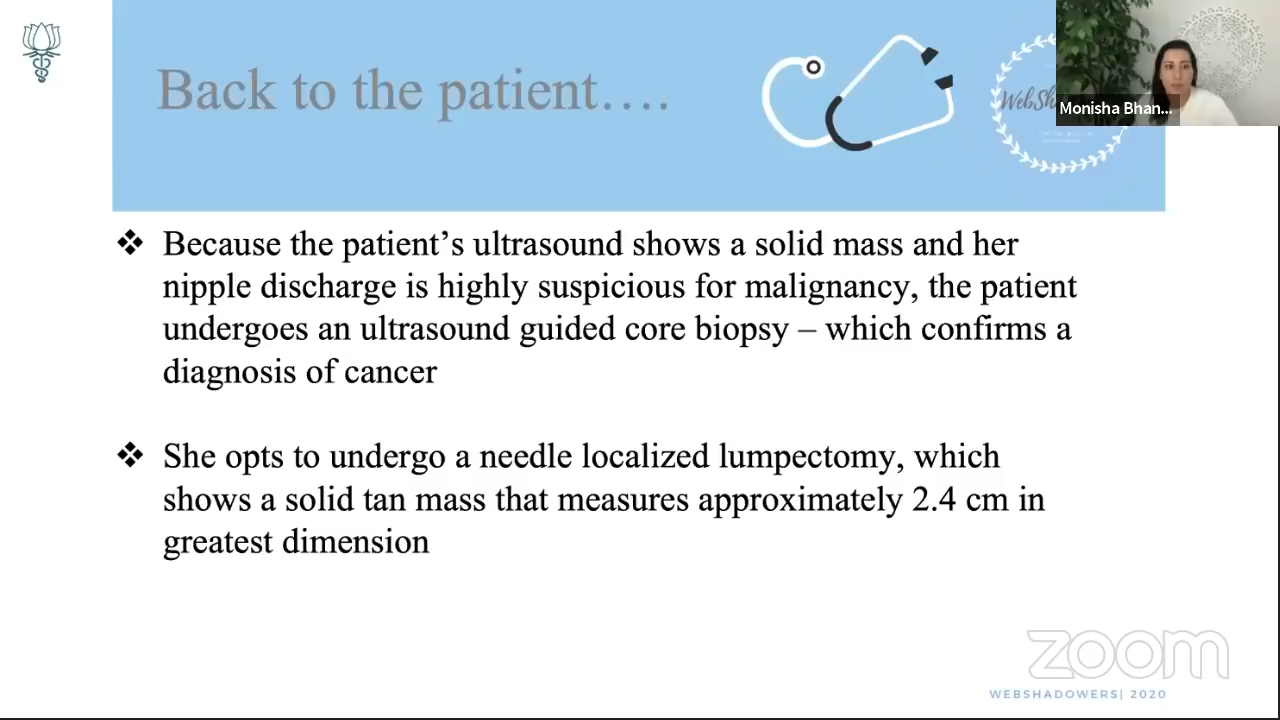 Back to the patient….
Monisha Bhan...
❖ Because the patient’s ultrasound shows a solid mass and her
nipple discharge is highly suspicious for malignancy, the patient
undergoes an ultrasound guided core biopsy – which confirms a
diagnosis of cancer
❖ She opts to undergo a needle localized lumpectomy, which
shows a solid tan mass that measures approximately 2.4 cm in
greatest dimension
zoom
WEBSHADOWERS| 2020